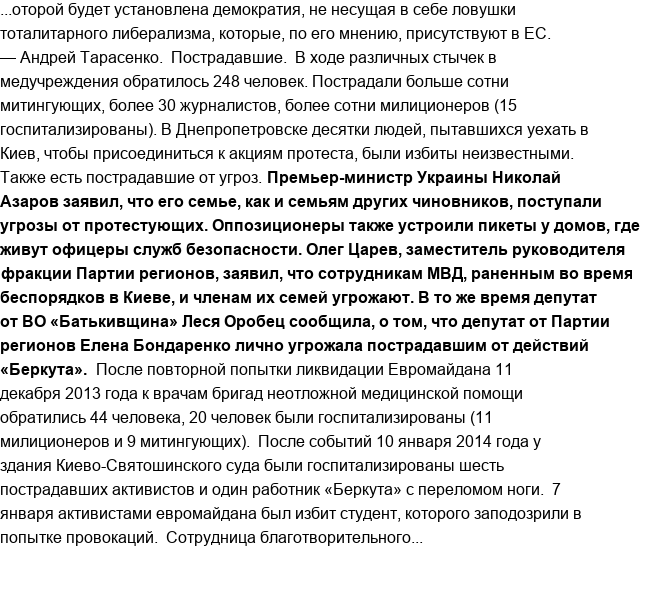 ...оторой будет установлена демократия, не несущая в себе ловушки
тоталитарного либерализма, которые, по его мнению, присутствуют в ЕС.
— Андрей Тарасенко.  Пострадавшие.  В ходе различных стычек в
медучреждения обратилось 248 человек. Пострадали больше сотни
митингующих, более 30 журналистов, более сотни милиционеров (15
госпитализированы). В Днепропетровске десятки людей, пытавшихся уехать в
Киев, чтобы присоединиться к акциям протеста, были избиты неизвестными.
Также есть пострадавшие от угроз. Премьер-министр Украины Николай
Азаров заявил, что его семье, как и семьям других чиновников, поступали
угрозы от протестующих. Оппозиционеры также устроили пикеты у домов, где
живут офицеры служб безопасности. Олег Царев, заместитель руководителя
фракции Партии регионов, заявил, что сотрудникам МВД, раненным во время
беспорядков в Киеве, и членам их семей угрожают. В то же время депутат
от ВО «Батькивщина» Леся Оробец сообщила, о том, что депутат от Партии
регионов Елена Бондаренко лично угрожала пострадавшим от действий
«Беркута».  После повторной попытки ликвидации Евромайдана 11
декабря 2013 года к врачам бригад неотложной медицинской помощи
обратились 44 человека, 20 человек были госпитализированы (11
милиционеров и 9 митингующих).  После событий 10 января 2014 года у
здания Киево-Святошинского суда были госпитализированы шесть
пострадавших активистов и один работник «Беркута» с переломом ноги.  7
января активистами евромайдана был избит студент, которого заподозрили в
попытке провокаций.  Сотрудница благотворительного...